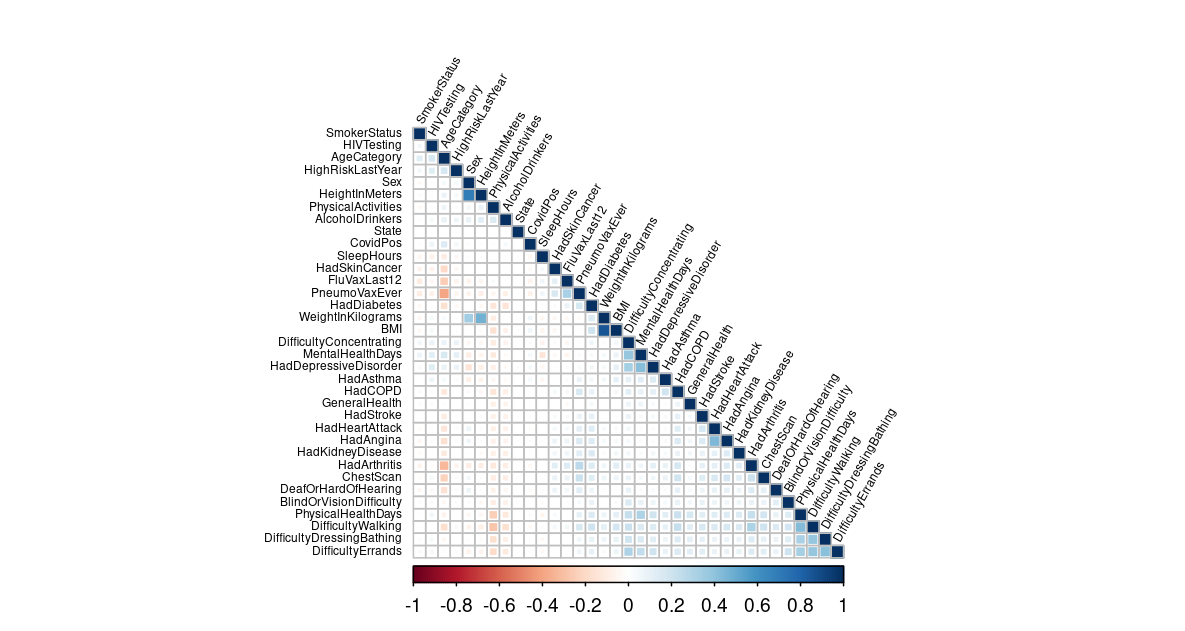 SmokerStatus
HIVTesting
AgeCategory
HighRiskLastYear
Sex
HeightInMeters
PhysicalActivities
AlcoholDrinkers
State
CovidPos
SleepHours
HadSkinCancer
FluVaxLast12
PneumoVaxEver
HadDiabetes
WeightInKilograms
BMI
DifficultyConcentrating
MentalHealthDays
HadDepressiveDisorder
HadAsthma
HadCOPD
GeneralHealth
HadStroke
HadHeartAttack
HadAngina
HadKidneyDisease
HadArthritis
ChestScan
DeafOrHardOfHearing
BlindOrVisionDifficulty
PhysicalHealthDays
DifficultyWalking
DifficultyDressingBathing
DifficultyErrands
SmokerStatus
HIVTesting
AgeCategory
HighRiskLastYear
Sex
HeightInMeters
PhysicalActivities
AlcoholDrinkers
State
CovidPos
SleepHours
HadSkinCancer
FluVaxLast12
PneumoVaxEver
HadDiabetes
WeightInKilograms
BMI
DifficultyConcentrating
MentalHealthDays
HadDepressiveDisorder
HadAsthma
HadCOPD
GeneralHealth
HadStroke
HadHeartAttack
HadAngina
HadKidneyDisease
HadArthritis
ChestScan
DeafOrHardOfHearing
BlindOrVisionDifficulty
PhysicalHealthDays
DifficultyWalking
DifficultyDressingBathing
DifficultyErrands
-1 -0.8 -0.6 -0.4 -0.2 0 0.2 0.4 0.6 0.8 1